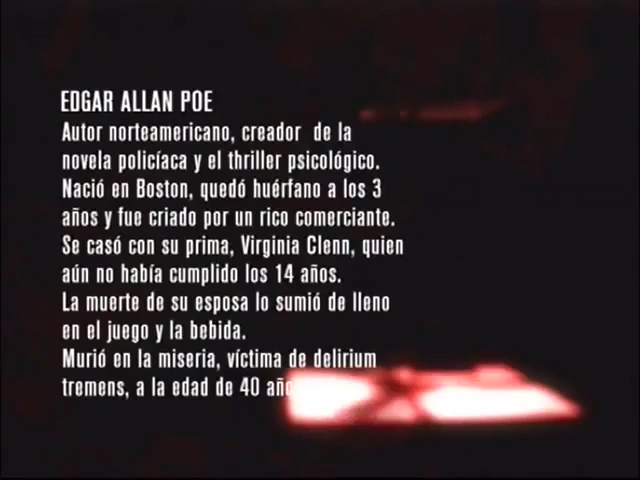 EDGAR ALLAN POE
Autor norteamericano, creador de la
novela policíaca y el thriller psicológico.
Nació en Boston, quedó huérfano a los 3
años y fue criado por un rico comerciante.
Se casó con su prima, Virginia Clenn, quien
aún no había cumplido los 14 años.
La muerte de su esposa lo sumió de lleno
en el juego y la bebida.
Murió en la miseria, víctima de delirium
tremens, a la edad de 40